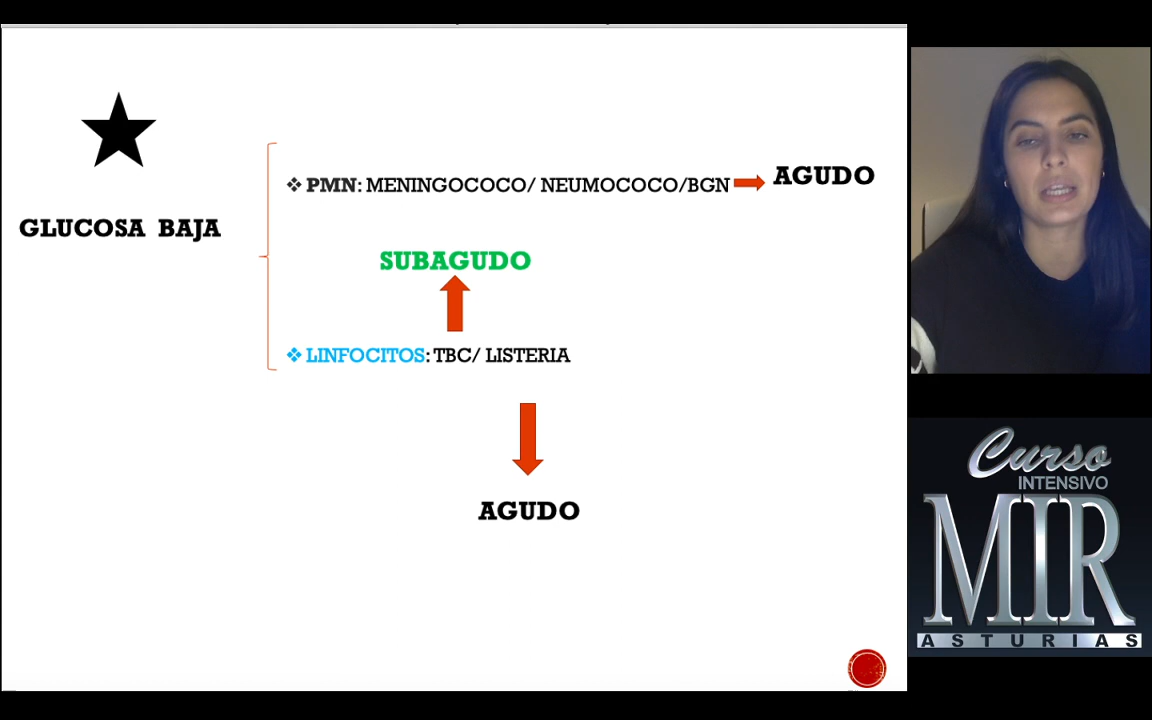 GLUCOSA BAJA
❖ PMN: MENINGOCOCO/ NEUMOCOCO/BGN
AGUDO
SUBAGUDO
❖ LINFOCITOS: TBC/ LISTERIA
AGUDO
Curso
INTENSIVO
MIR
ASTURIAS